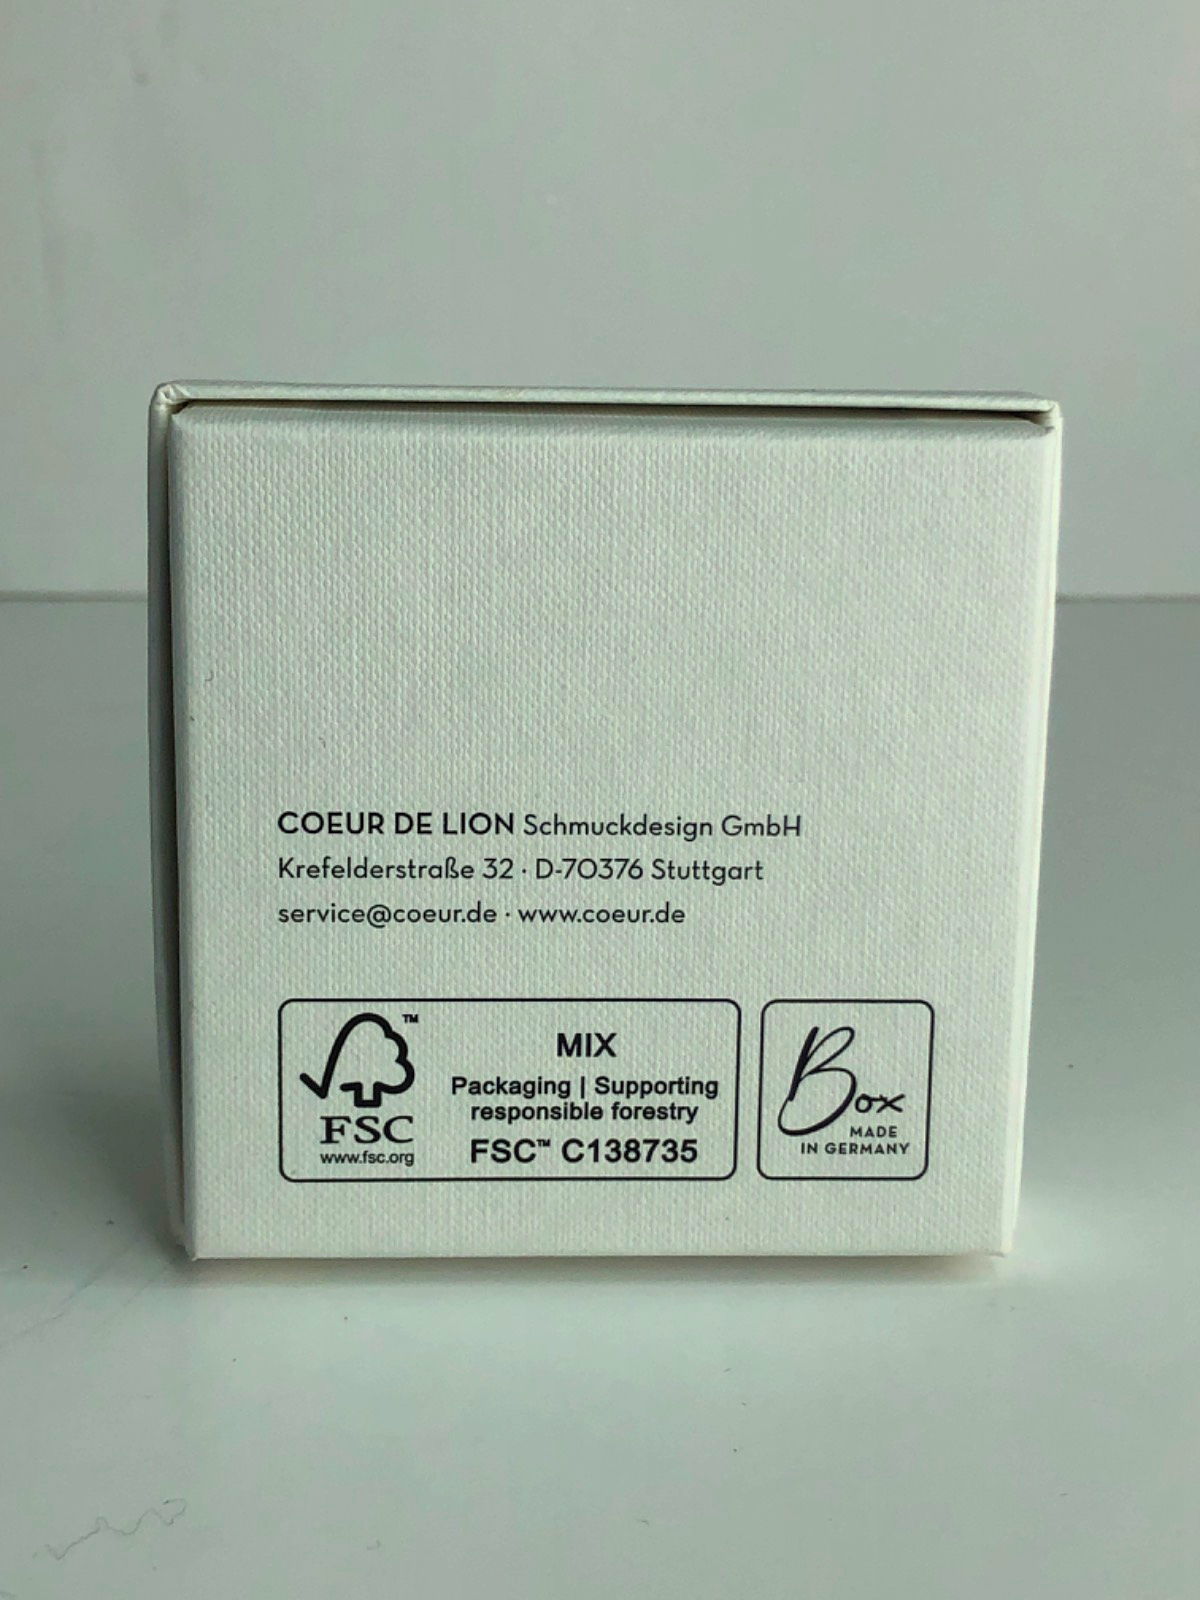 COEUR DE LION Schmuckdesign GmbH
Krefelderstraße 32 · D-70376 Stuttgart
service@coeur.de · www.coeur.de
™
FSC
www.fsc.org
MIX
Packaging | Supporting
responsible forestry
FSC™ C138735
Box
MADE
IN GERMANY